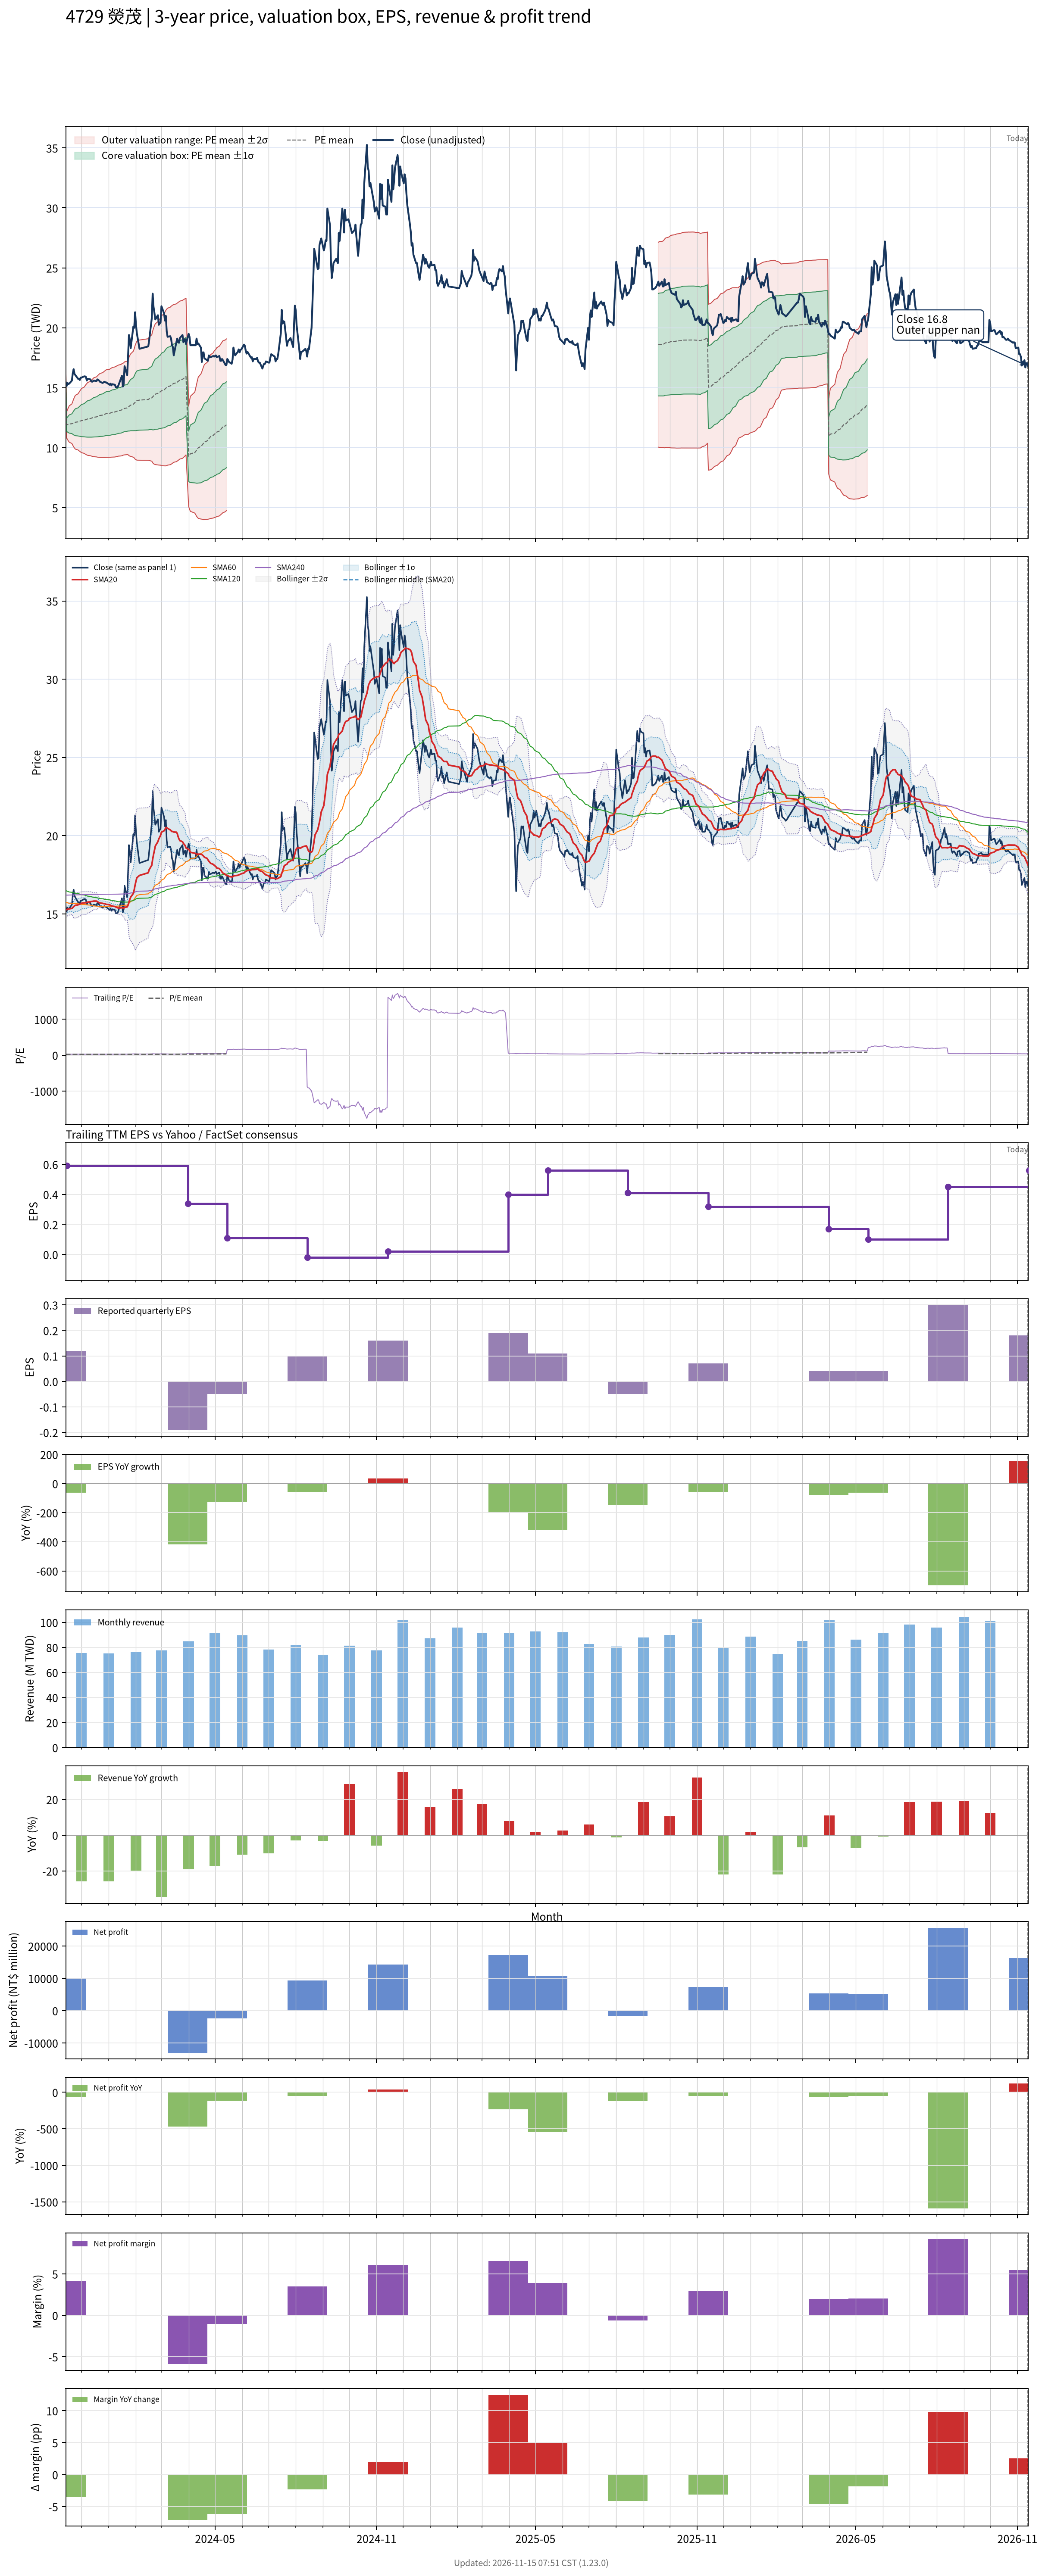 4729 熒茂 | 3-year price, valuation box, EPS, revenue & profit trend
Outer valuation range: PE mean ±2σ
Core valuation box: PE mean ±1σ
PE mean
Close (unadjusted)
Today
Price (TWD)
35
30
25
20
15
10
5
Close 16.8
Outer upper nan
Close (same as panel 1)
SMA20
SMA60
SMA120
SMA240
Bollinger ±2σ
Bollinger ±1σ
Bollinger middle (SMA20)
Price
35
30
25
20
15
Trailing P/E
P/E mean
P/E
1000
0
-1000
Trailing TTM EPS vs Yahoo / FactSet consensus
Today
EPS
0.6
0.4
0.2
0.0
Reported quarterly EPS
EPS
0.3
0.2
0.1
0.0
-0.1
-0.2
EPS YoY growth
YoY (%)
200
0
-200
-400
-600
Monthly revenue
Revenue (M TWD)
100
80
60
40
20
0
Revenue YoY growth
YoY (%)
20
0
-20
Month
Net profit
Net profit (NT$ million)
20000
10000
0
-10000
Net profit YoY
YoY (%)
0
-500
-1000
-1500
Net profit margin
Margin (%)
5
0
-5
Margin YoY change
Δ margin (pp)
10
5
0
-5
2024-05
2024-11
2025-05
2025-11
2026-05
2026-11
Updated: 2026-11-15 07:51 CST (1.23.0)